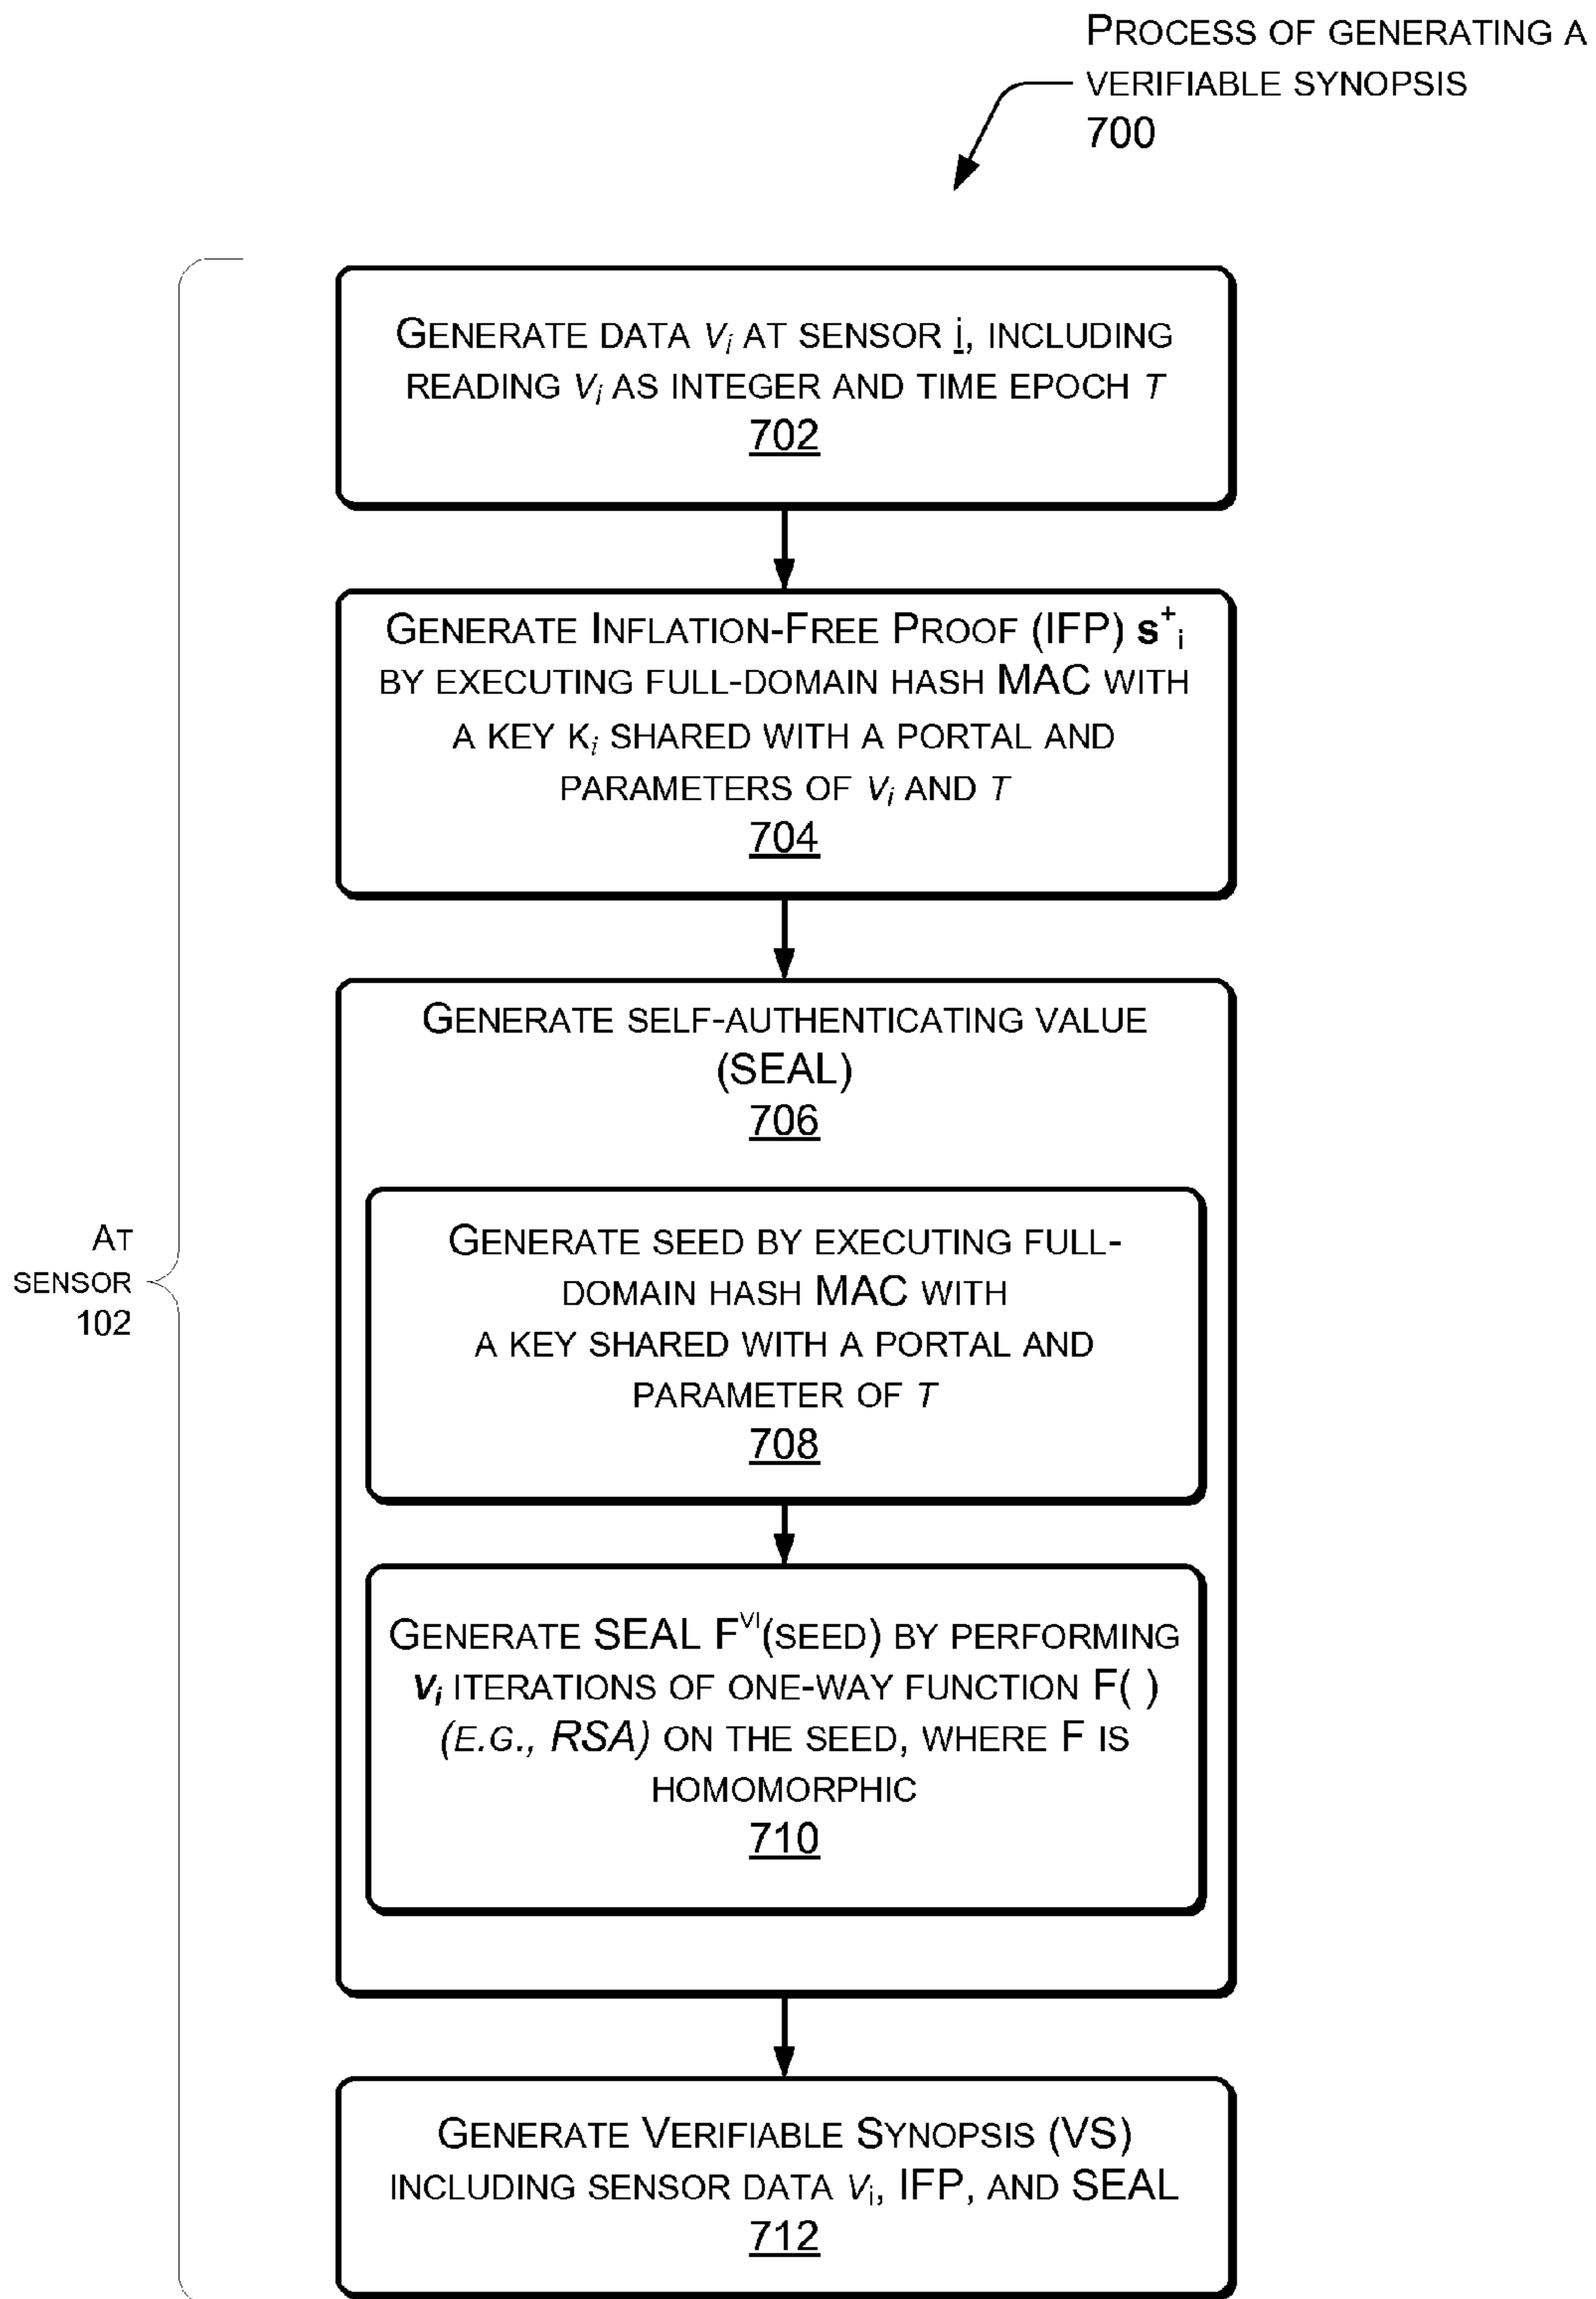 PROCESS OF GENERATING A
VERIFIABLE SYNOPSIS
700
GENERATE DATA Vi AT SENSOR i, INCLUDING
READING Vi AS INTEGER AND TIME EPOCH T
702
GENERATE INFLATION-FREE PROOF (IFP) s+i
BY EXECUTING FULL-DOMAIN HASH MAC WITH
A KEY Ki SHARED WITH A PORTAL AND
PARAMETERS OF Vi AND T
704
GENERATE SELF-AUTHENTICATING VALUE
(SEAL)
706
GENERATE SEED BY EXECUTING FULL-
DOMAIN HASH MAC WITH
A KEY SHARED WITH A PORTAL AND
PARAMETER OF T
708
GENERATE SEAL F^VI(SEED) BY PERFORMING
Vi ITERATIONS OF ONE-WAY FUNCTION F( )
(E.G., RSA) ON THE SEED, WHERE F IS
HOMOMORPHIC
710
GENERATE VERIFIABLE SYNOPSIS (VS)
INCLUDING SENSOR DATA Vi, IFP, AND SEAL
712
AT
SENSOR
102